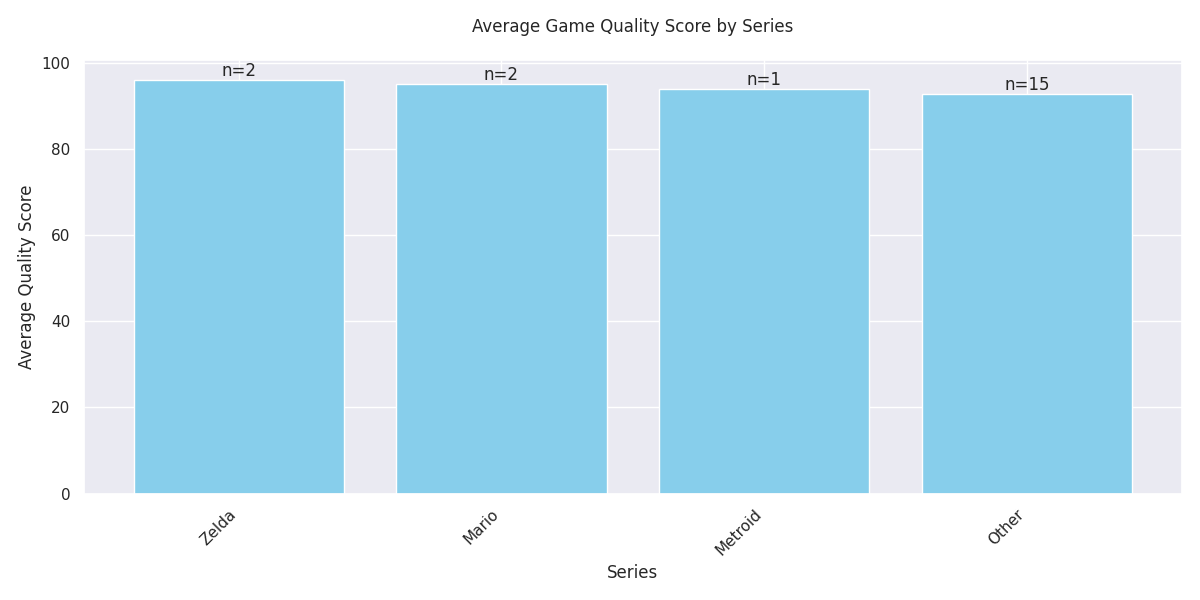 Average Game Quality Score by Series
100
80
60
40
20
0
Average Quality Score
n=2
n=2
n=1
n=15
Zelda
Mario
Metroid
Other
Series